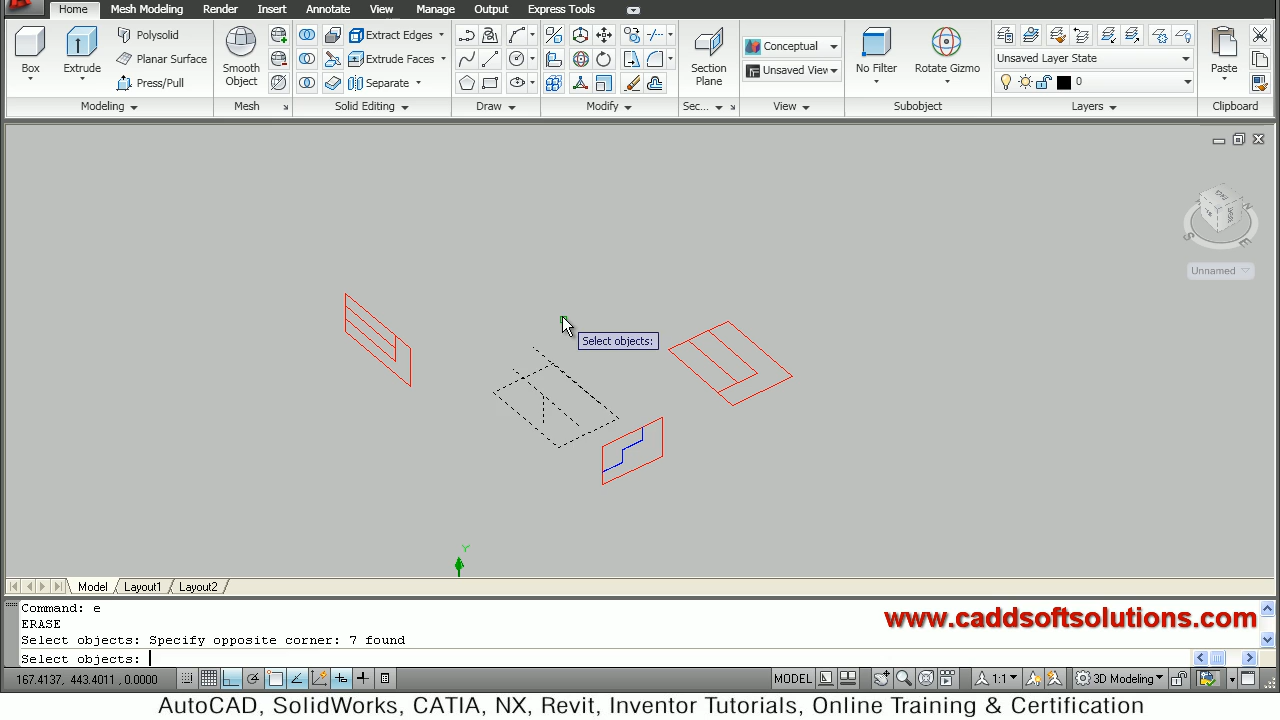 Home Mesh Modeling Render Insert Annotate View Manage Output Express Tools
Polysolid
Planar Surface
Press/Pull
Box
Extrude
Smooth Object
Extract Edges
Extrude Faces
Separate
Section Plane
Conceptual
Unsaved View
No Filter
Rotate Gizmo
Unsaved Layer State
0
Paste
Modeling Mesh Solid Editing Draw Modify Sec... View Subobject Layers Clipboard
Unnamed
Select objects:
Y
Model Layout1 Layout2
Command: e
ERASE
Select objects: Specify opposite corner: 7 found
Select objects:
www.caddsoftsolutions.com
167.4137, 443.4011 , 0.0000
MODEL
1:1
3D Modeling
AutoCAD, SolidWorks, CATIA, NX, Revit, Inventor Tutorials, Online Training & Certification